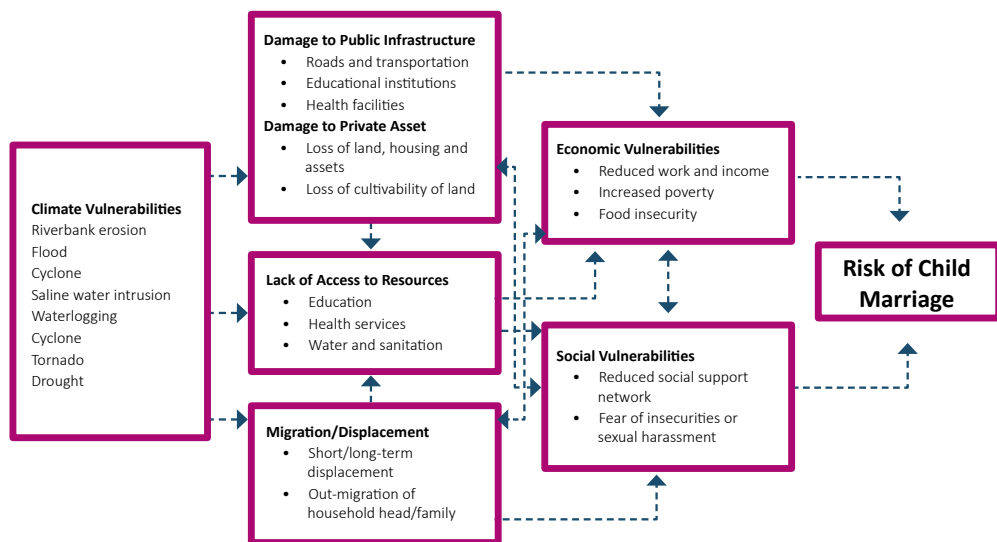 Climate Vulnerabilities
Riverbank erosion
Flood
Cyclone
Saline water intrusion
Waterlogging
Cyclone
Tornado
Drought
Damage to Public Infrastructure
• Roads and transportation
• Educational institutions
• Health facilities
Damage to Private Asset
• Loss of land, housing and
assets
• Loss of cultivability of land
Lack of Access to Resources
• Education
• Health services
• Water and sanitation
Migration/Displacement
• Short/long-term
displacement
• Out-migration of
household head/family
Economic Vulnerabilities
• Reduced work and income
• Increased poverty
• Food insecurity
Social Vulnerabilities
• Reduced social support
network
• Fear of insecurities or
sexual harassment
Risk of Child
Marriage